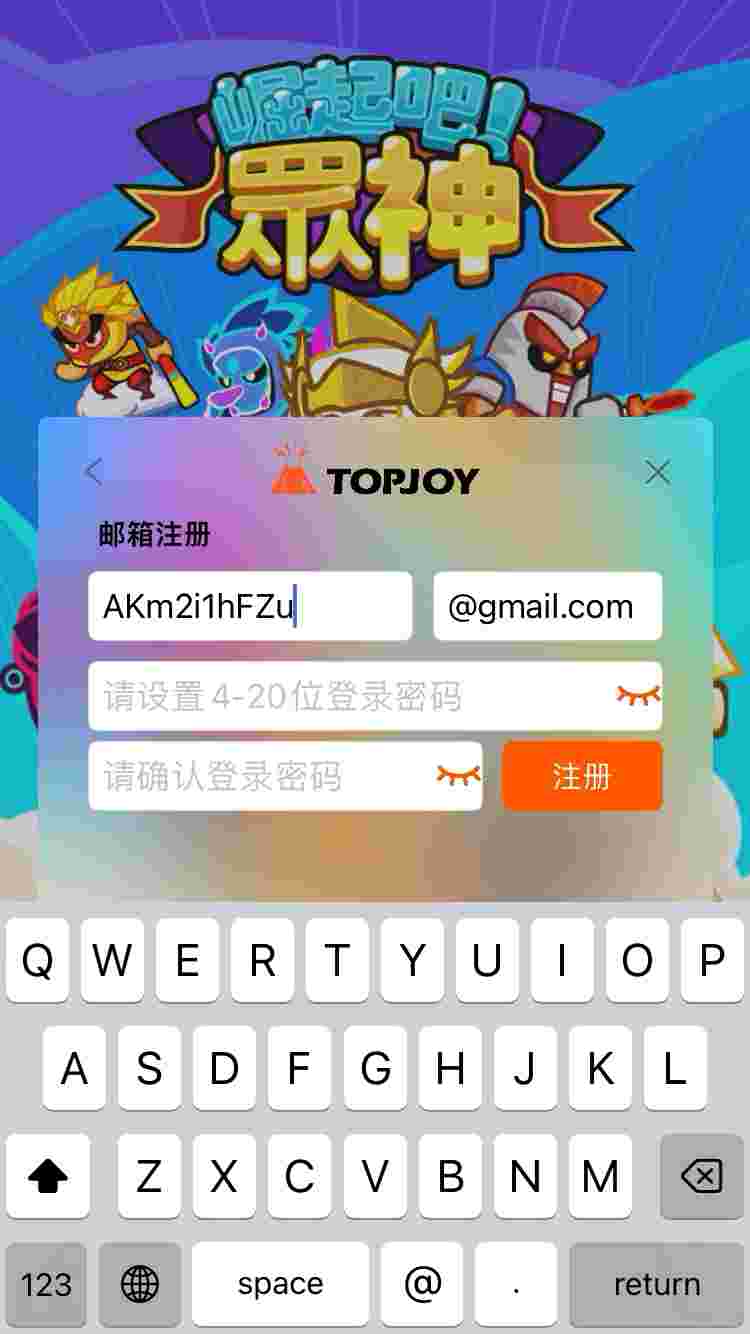 崛起吧!
眾神
TOPJOY
邮箱注册
AKm2i1hFZu @gmail.com
请设置4-20位登录密码
请确认登录密码 注册
Q W E R T Y U I O P
A S D F G H J K L
Z X C V B N M
123 space @ . return